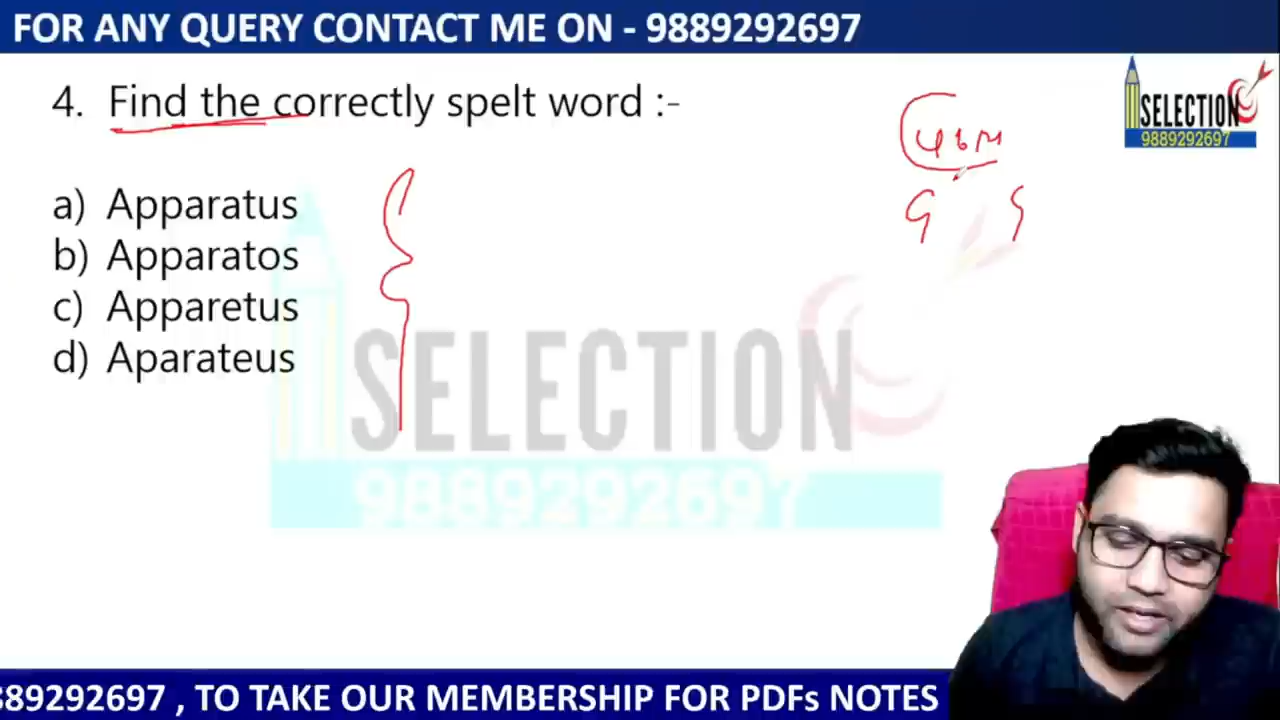 FOR ANY QUERY CONTACT ME ON - 9889292697
SELECTION
9889292697
4. Find the correctly spelt word :-
a) Apparatus
b) Apparatos
c) Apparetus
d) Aparateus
SELECTION
9889292697
889292697 , TO TAKE OUR MEMBERSHIP FOR PDFs NOTES